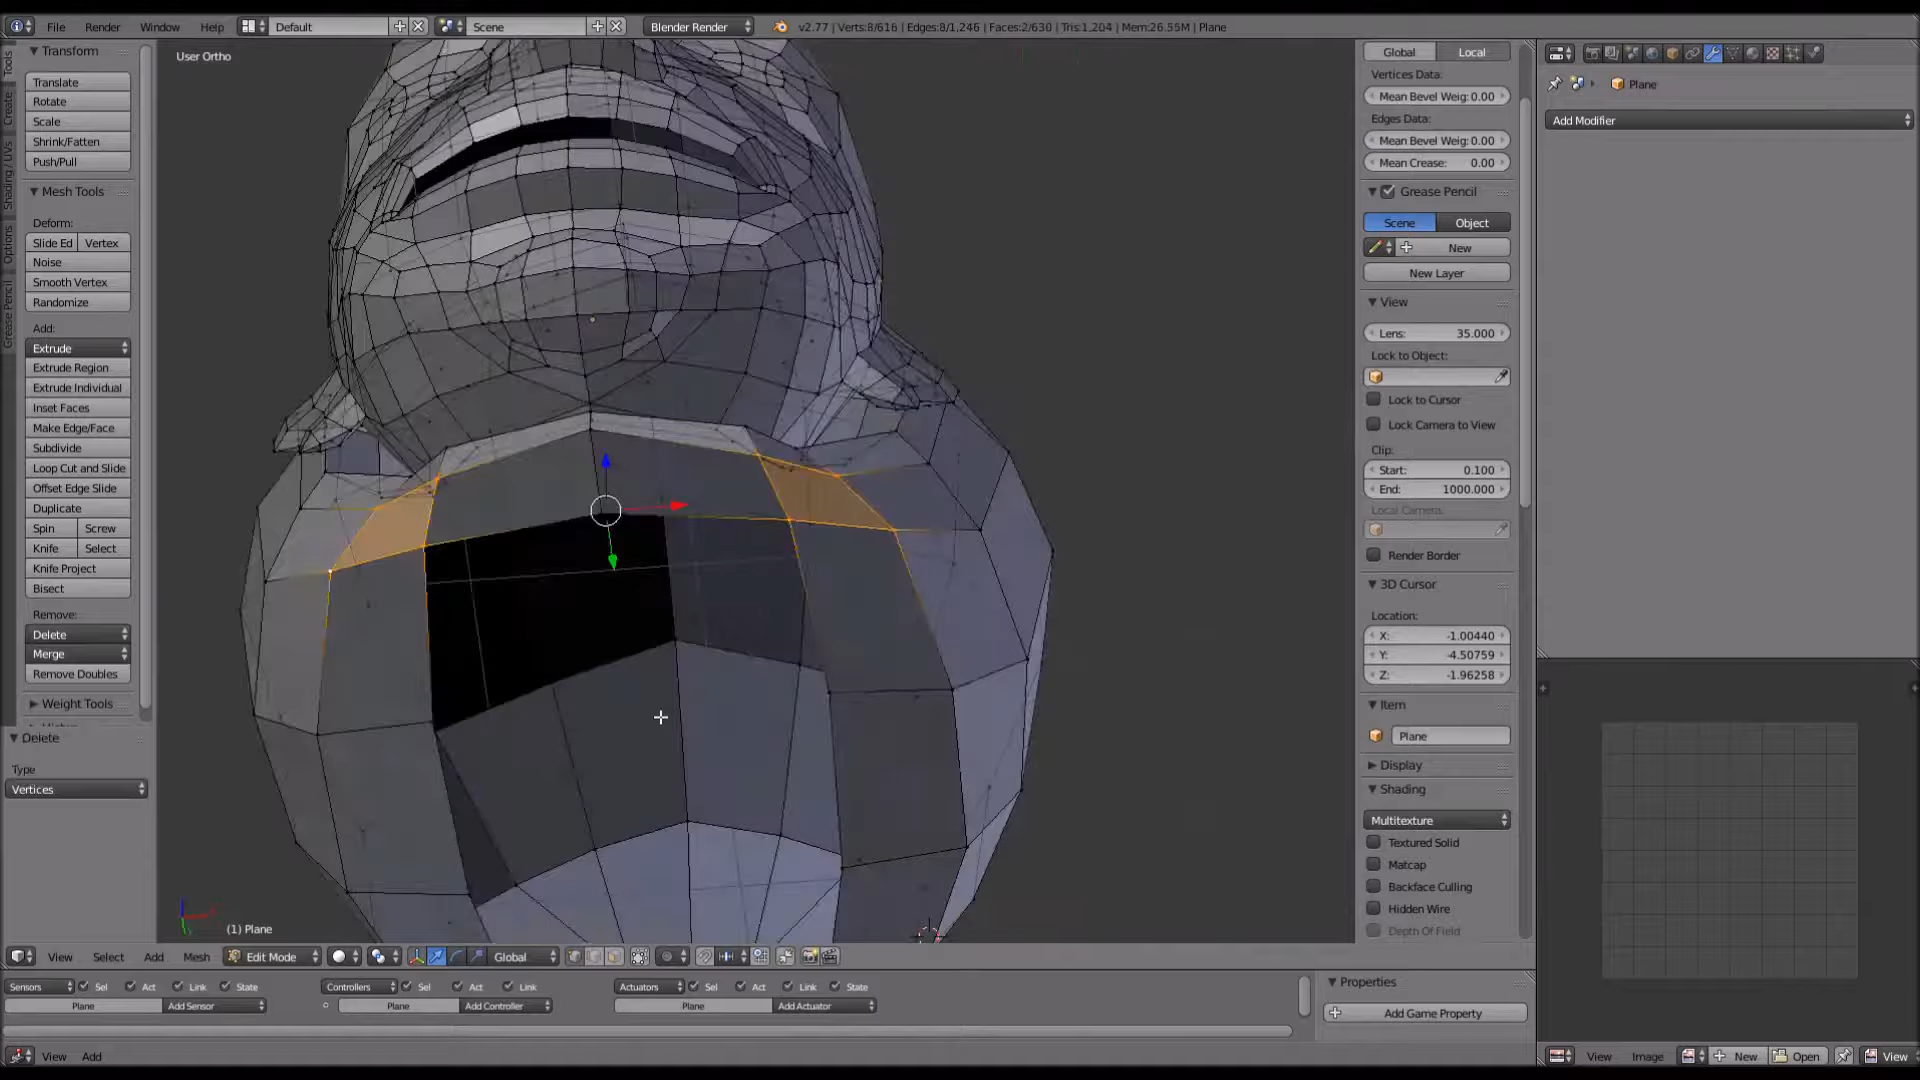 File Render Window Help Default Scene Blender Render v2.77 | Verts:8/616 | Edges:8/1,246 | Faces:2/630 | Tris:1,204 | Mem:26.55M | Plane
Transform
Translate
Rotate
Scale
Shrink/Fatten
Push/Pull
Mesh Tools
Deform:
Slide Ed Vertex
Noise
Smooth Vertex
Randomize
Add:
Extrude
Extrude Region
Extrude Individual
Inset Faces
Make Edge/Face
Subdivide
Loop Cut and Slide
Offset Edge Slide
Duplicate
Spin Screw
Knife Select
Knife Project
Bisect
Remove:
Delete
Merge
Remove Doubles
Weight Tools
Delete
Type
Vertices
Tools
Create
Shading / UVs
Options
Grease Pencil
User Ortho
(1) Plane
Global Local
Vertices Data:
Mean Bevel Weig: 0.00
Edges Data:
Mean Bevel Weig: 0.00
Mean Crease: 0.00
Grease Pencil
Scene Object
New
New Layer
View
Lens: 35.000
Lock to Object:
Lock to Cursor
Lock Camera to View
Clip:
Start: 0.100
End: 1000.000
Local Camera:
Render Border
3D Cursor
Location:
X: -1.00440
Y: -4.50759
Z: -1.96258
Item
Plane
Display
Shading
Multitexture
Textured Solid
Matcap
Backface Culling
Hidden Wire
Depth Of Field
Plane
Add Modifier
View Select Add Mesh Edit Mode Global
Sensors Sel Act Link State Controllers Sel Act Link Actuators Sel Act Link State
Plane Add Sensor Plane Add Controller Plane Add Actuator
Properties
Add Game Property
View Add
View Image New Open View